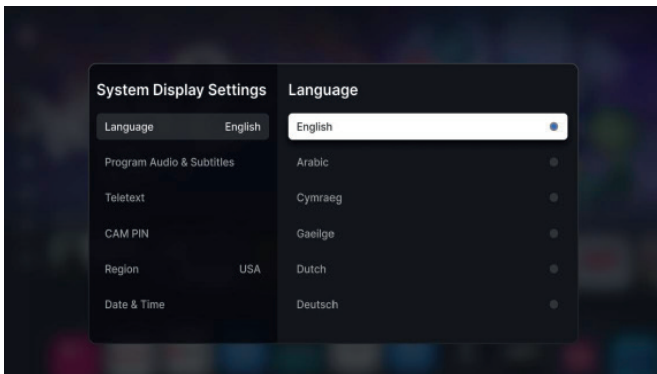 System Display Settings
Language English
Program Audio & Subtitles
Teletext
CAM PIN
Region USA
Date & Time
Language
English
Arabic
Cymraeg
Gaeilge
Dutch
Deutsch